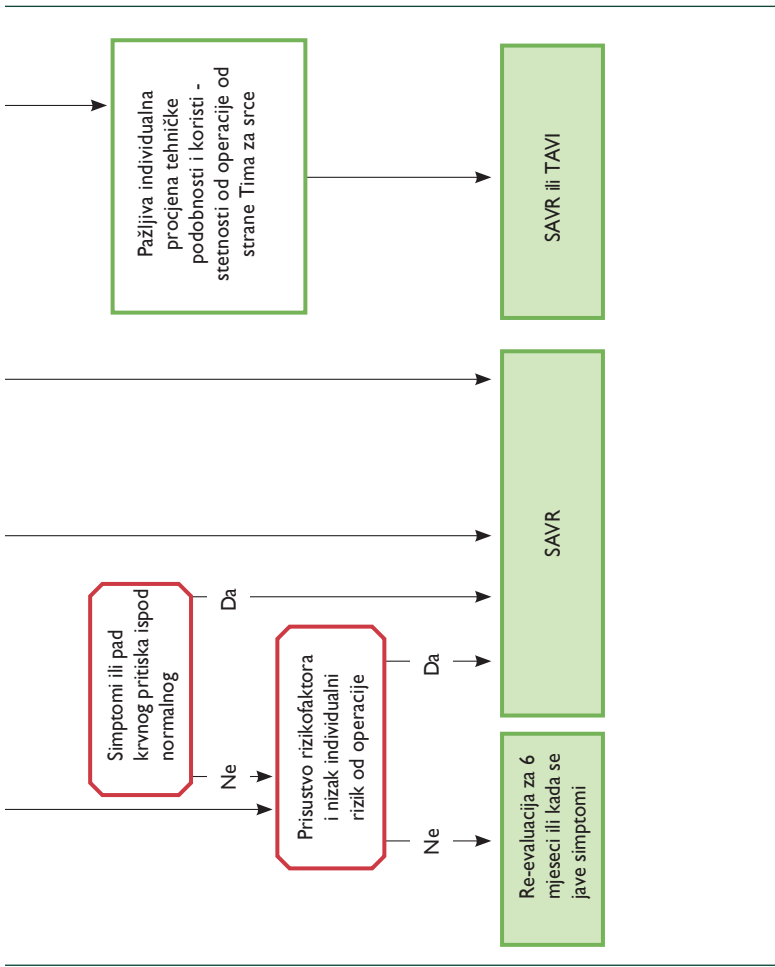 Simptomi ili pad
krvnog pritiska ispod
normalnog
Ne
Da
Prisustvo rizikofaktora
i nizak individualni
rizik od operacije
Ne
Da
Pažljiva individualna
procjena tehničke
podobnosti i koristi -
stetnosti od operacije od
strane Tima za srce
Re-evaluacija za 6
mjeseci ili kada se
jave simptomi
SAVR
SAVR ili TAVI